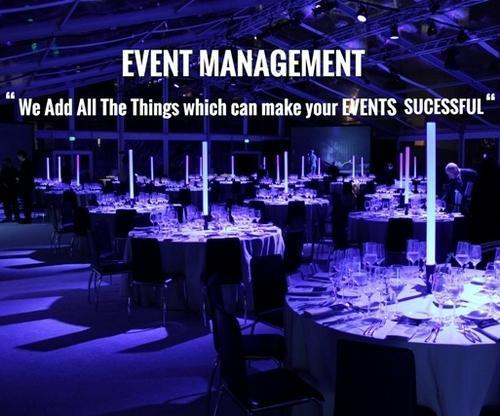 EVENT MANAGEMENT
“ We Add All The Things which can make your EVENTS SUCESSFUL “